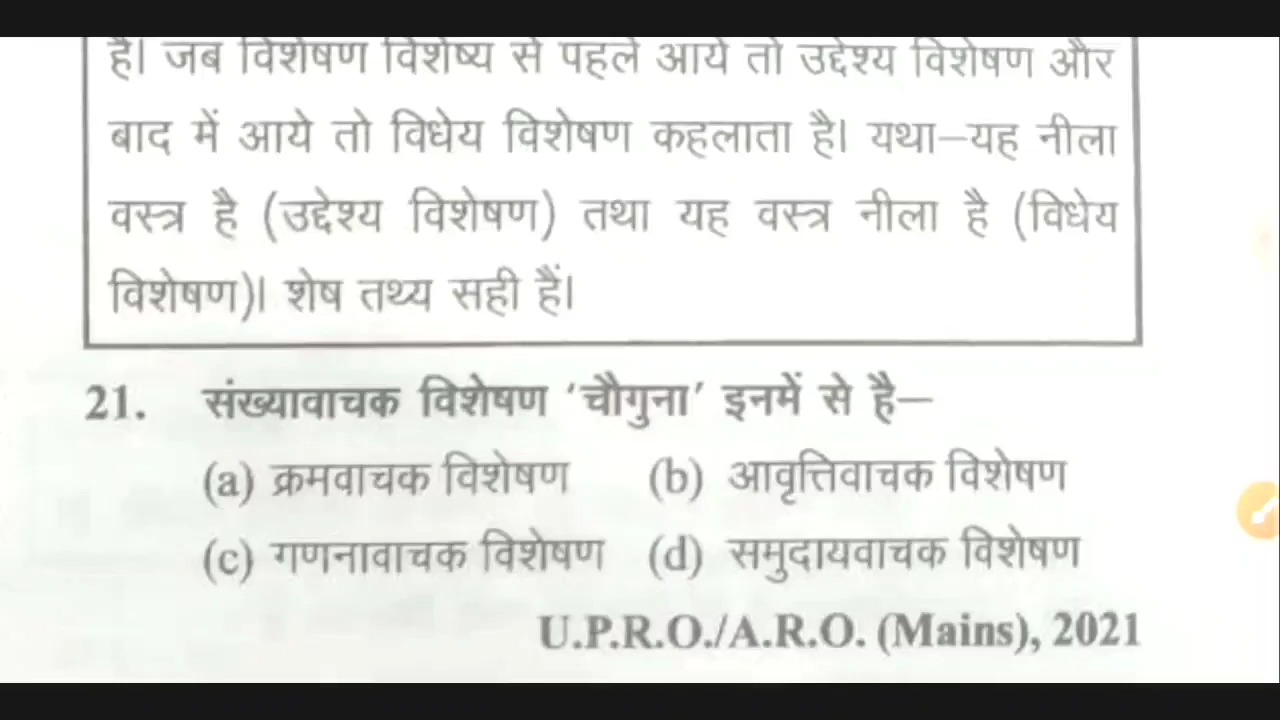 है। जब विशेषण विशेष्य से पहले आये तो उद्देश्य विशेषण और
बाद में आये तो विधेय विशेषण कहलाता है। यथा–यह नीला
वस्त्र है (उद्देश्य विशेषण) तथा यह वस्त्र नीला है (विधेय
विशेषण)। शेष तथ्य सही हैं।
21. संख्यावाचक विशेषण 'चौगुना' इनमें से है–
(a) क्रमवाचक विशेषण (b) आवृत्तिवाचक विशेषण
(c) गणनावाचक विशेषण (d) समुदायवाचक विशेषण
U.P.R.O./A.R.O. (Mains), 2021